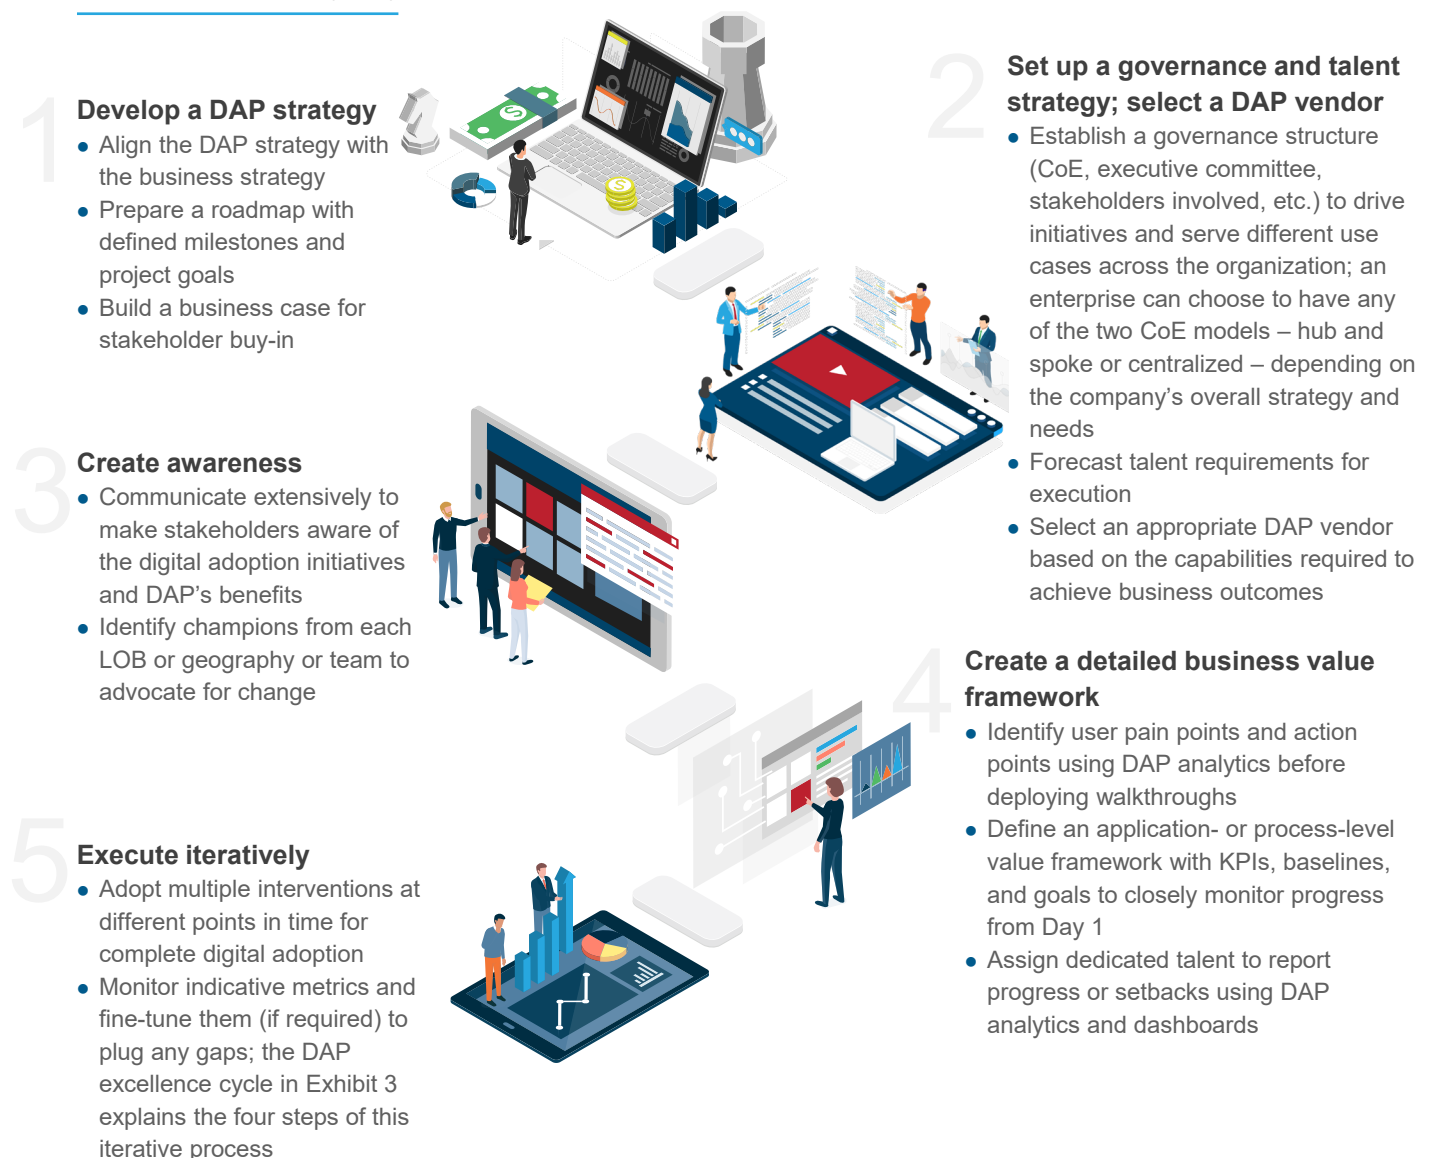 1
Develop a DAP strategy
• Align the DAP strategy with
the business strategy
• Prepare a roadmap with
defined milestones and
project goals
• Build a business case for
stakeholder buy-in
2
Set up a governance and talent
strategy; select a DAP vendor
• Establish a governance structure
(CoE, executive committee,
stakeholders involved, etc.) to drive
initiatives and serve different use
cases across the organization; an
enterprise can choose to have any
of the two CoE models – hub and
spoke or centralized – depending on
the company’s overall strategy and
needs
• Forecast talent requirements for
execution
• Select an appropriate DAP vendor
based on the capabilities required to
achieve business outcomes
3
Create awareness
• Communicate extensively to
make stakeholders aware of
the digital adoption initiatives
and DAP’s benefits
• Identify champions from each
LOB or geography or team to
advocate for change
4
Create a detailed business value
framework
• Identify user pain points and action
points using DAP analytics before
deploying walkthroughs
• Define an application- or process-level
value framework with KPIs, baselines,
and goals to closely monitor progress
from Day 1
• Assign dedicated talent to report
progress or setbacks using DAP
analytics and dashboards
5
Execute iteratively
• Adopt multiple interventions at
different points in time for
complete digital adoption
• Monitor indicative metrics and
fine-tune them (if required) to
plug any gaps; the DAP
excellence cycle in Exhibit 3
explains the four steps of this
iterative process